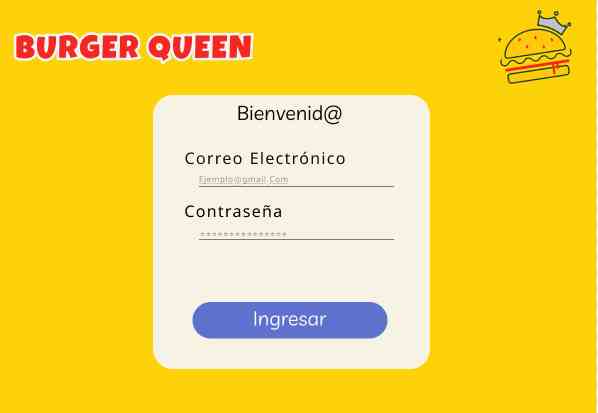 BURGER QUEEN
Bienvenid@
Correo Electrónico
Ejemplo@gmail.Com
Contraseña
***************
Ingresar